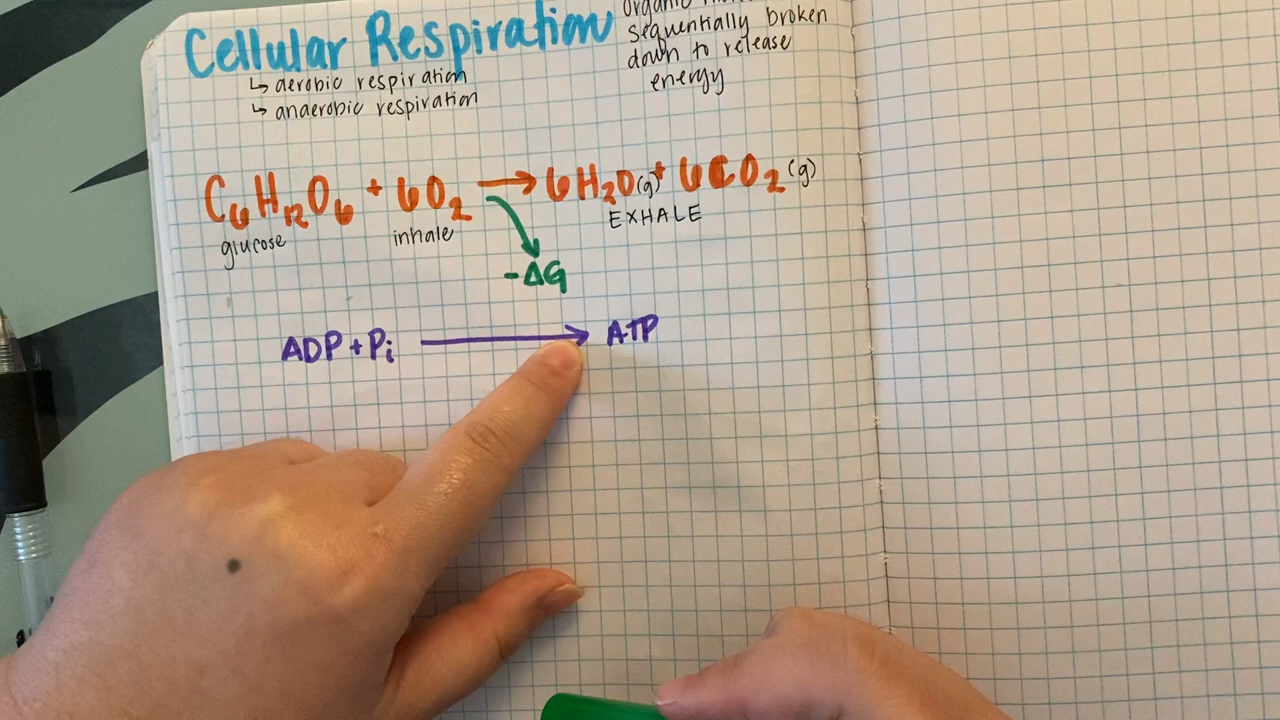 Cellular Respiration
↳ aerobic respiration
↳ anaerobic respiration
organic
sequentially broken
down to release
energy
C6H12O6 + 6O2 → 6H2O(g) + 6CO2(g)
glucose inhale EXHALE
-ΔG
ADP + Pi → ATP